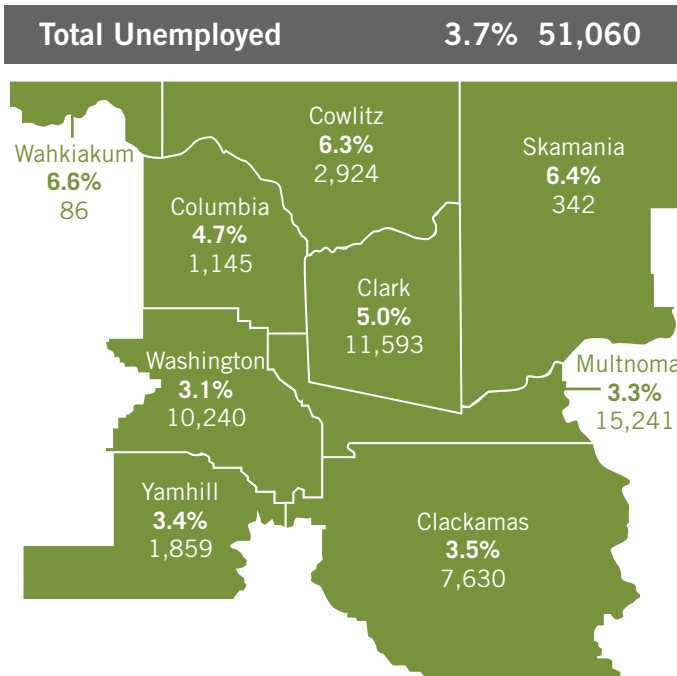 Total Unemployed 3.7% 51,060
Cowlitz
6.3%
2,924
Skamania
6.4%
342
Wahkiakum
6.6%
86
Columbia
4.7%
1,145
Clark
5.0%
11,593
Washington
3.1%
10,240
Multnoma
3.3%
15,241
Yamhill
3.4%
1,859
Clackamas
3.5%
7,630